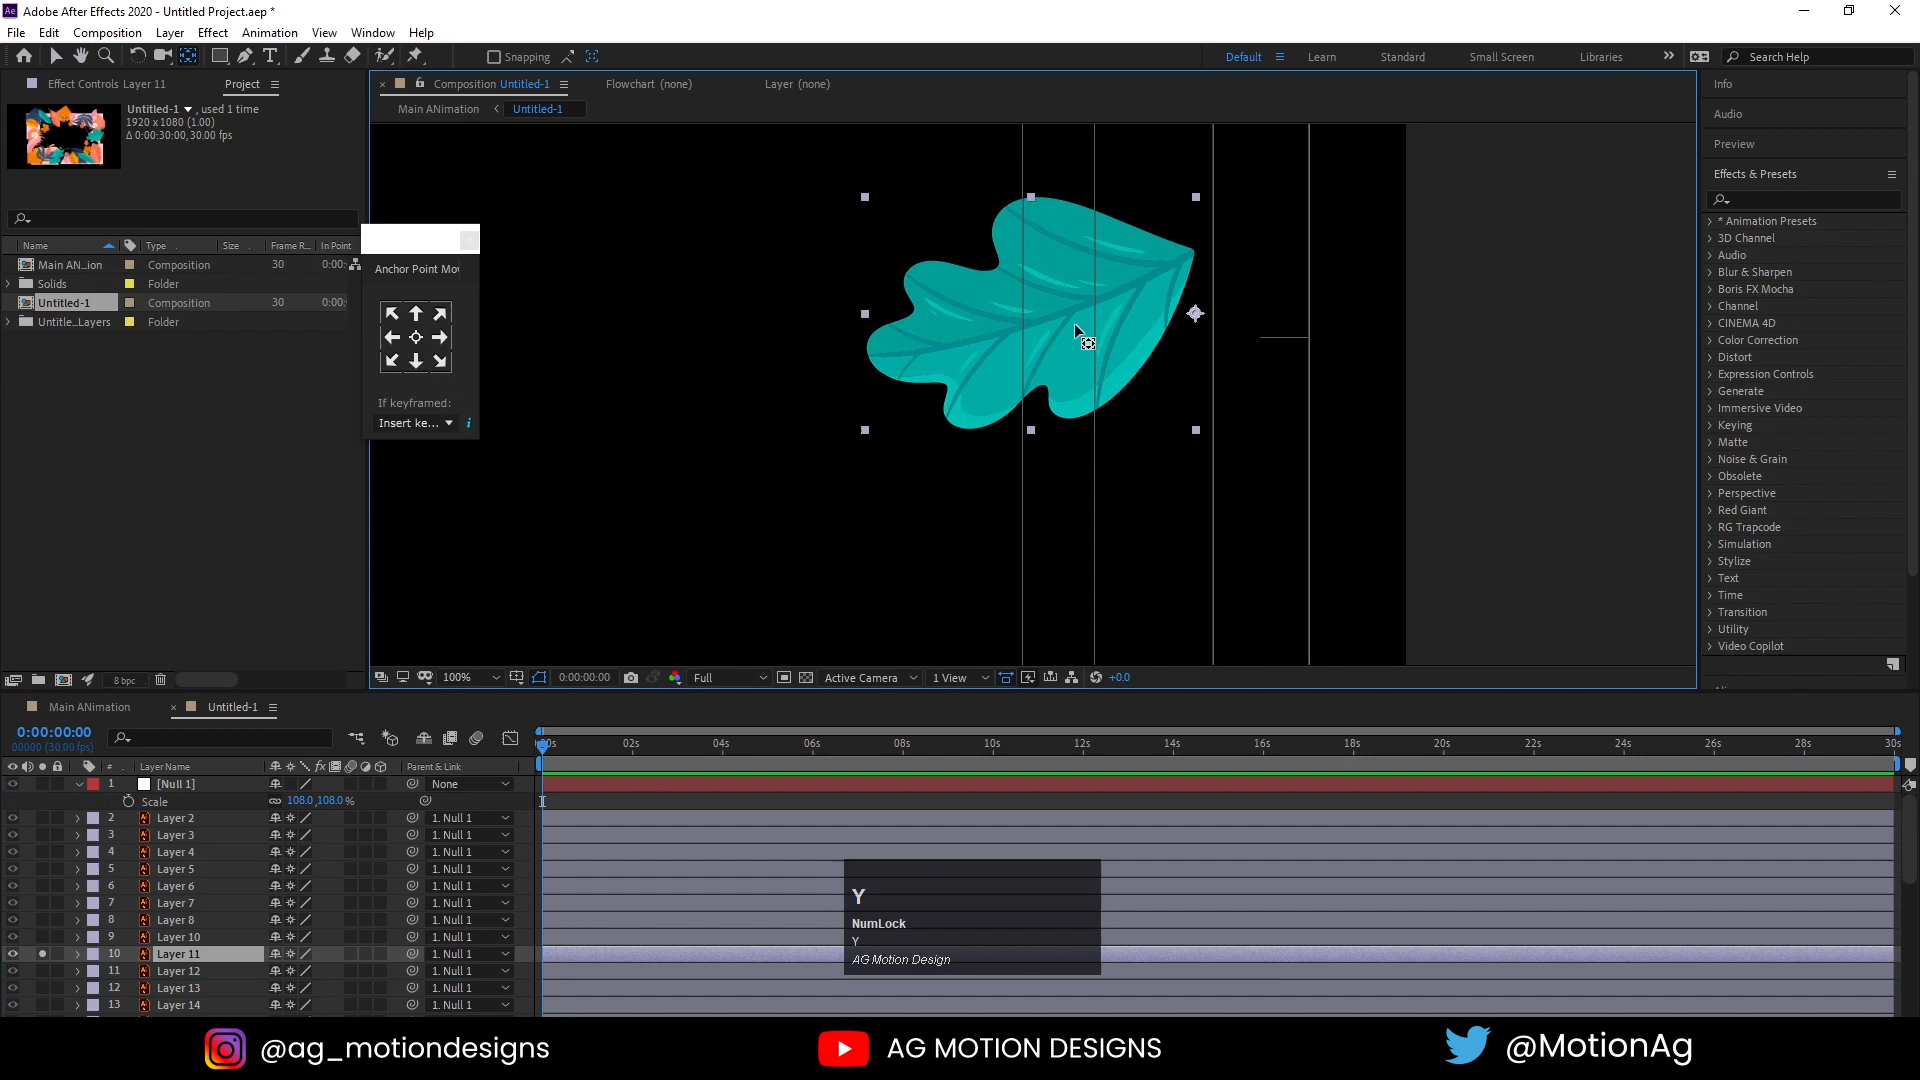 Adobe After Effects 2020 - Untitled Project.aep *
File Edit Composition Layer Effect Animation View Window Help
Snapping
Default Learn Standard Small Screen Libraries Search Help
Effect Controls Layer 11 Project
Composition Untitled-1 Flowchart (none) Layer (none)
Main ANimation Untitled-1
Untitled-1 , used 1 time
1920 x 1080 (1.00)
Δ 0:00:30:00, 30.00 fps
Name Type Size Frame R... In Point
Main AN...ion Composition 30 0:00:
Solids Folder
Untitled-1 Composition 30 0:00:
Untitle...Layers Folder
Anchor Point Mov
If keyframed:
Insert ke...
8 bpc
100% 0:00:00:00 Full Active Camera 1 View +0.0
Info
Audio
Preview
Effects & Presets
* Animation Presets
3D Channel
Audio
Blur & Sharpen
Boris FX Mocha
Channel
CINEMA 4D
Color Correction
Distort
Expression Controls
Generate
Immersive Video
Keying
Matte
Noise & Grain
Obsolete
Perspective
Red Giant
RG Trapcode
Simulation
Stylize
Text
Time
Transition
Utility
Video Copilot
Main ANimation Untitled-1
0:00:00:00
00000 (30.00 fps)
02s 04s 06s 08s 10s 12s 14s 16s 18s 20s 22s 24s 26s 28s 30s
# Layer Name Parent & Link
1 [Null 1] None
Scale 108.0,108.0 %
2 Layer 2 1. Null 1
3 Layer 3 1. Null 1
4 Layer 4 1. Null 1
5 Layer 5 1. Null 1
6 Layer 6 1. Null 1
7 Layer 7 1. Null 1
8 Layer 8 1. Null 1
9 Layer 10 1. Null 1
10 Layer 11 1. Null 1
11 Layer 12 1. Null 1
12 Layer 13 1. Null 1
13 Layer 14 1. Null 1
Y
NumLock
Y
AG Motion Design
@ag_motiondesigns AG MOTION DESIGNS @MotionAg